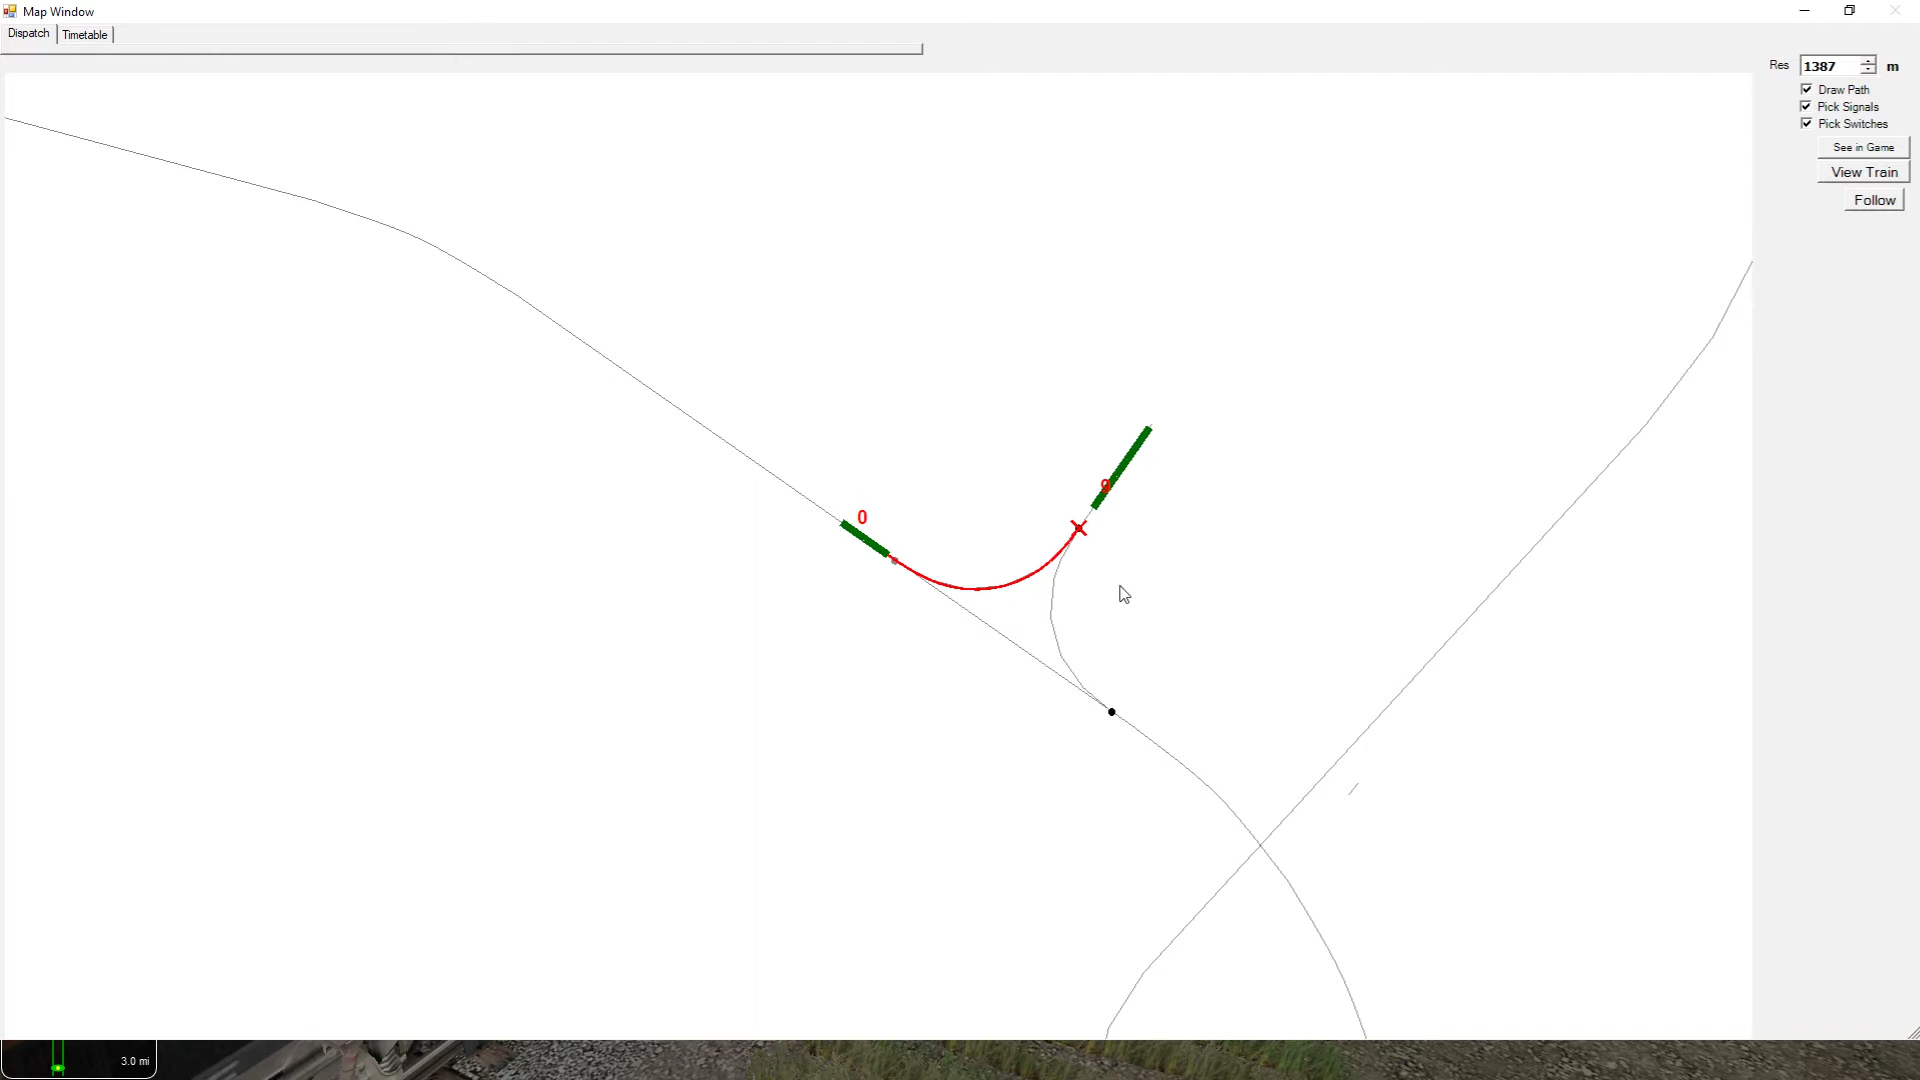 Map Window
Dispatch
Timetable
Res 1387 m
Draw Path
Pick Signals
Pick Switches
See in Game
View Train
Follow
0
3.0 mi